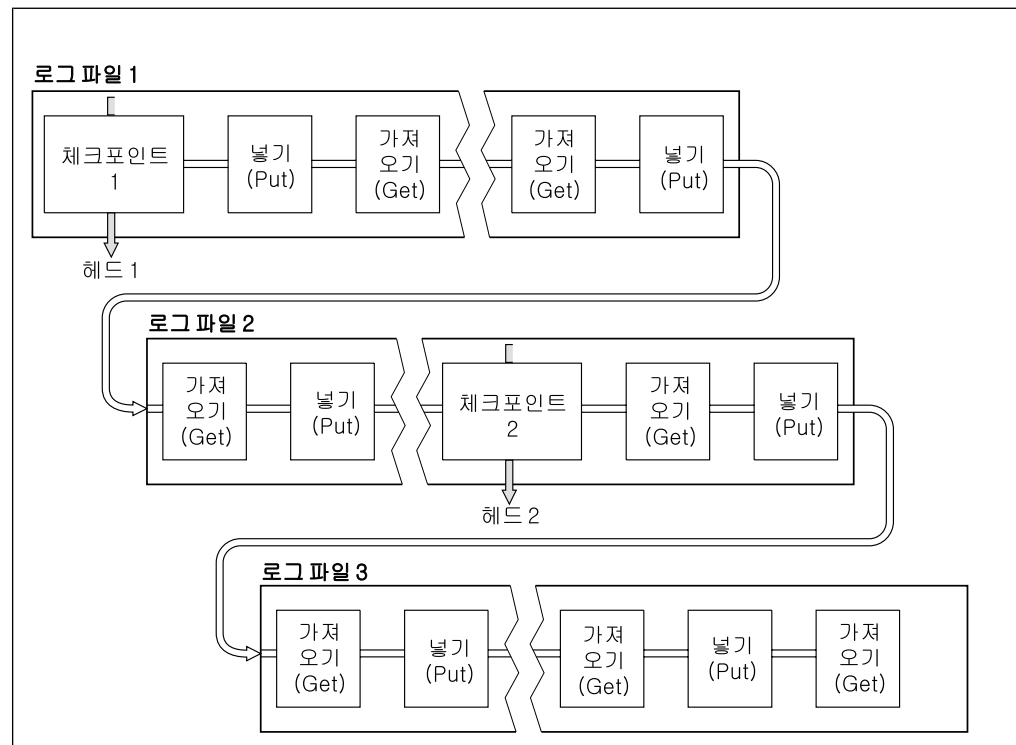 로그 파일 1
체크포인트
1
넣기
(Put)
가져
오기
(Get)
가져
오기
(Get)
넣기
(Put)
헤드 1
로그 파일 2
가져
오기
(Get)
넣기
(Put)
체크포인트
2
가져
오기
(Get)
넣기
(Put)
헤드 2
로그 파일 3
가져
오기
(Get)
넣기
(Put)
가져
오기
(Get)
넣기
(Put)
가져
오기
(Get)